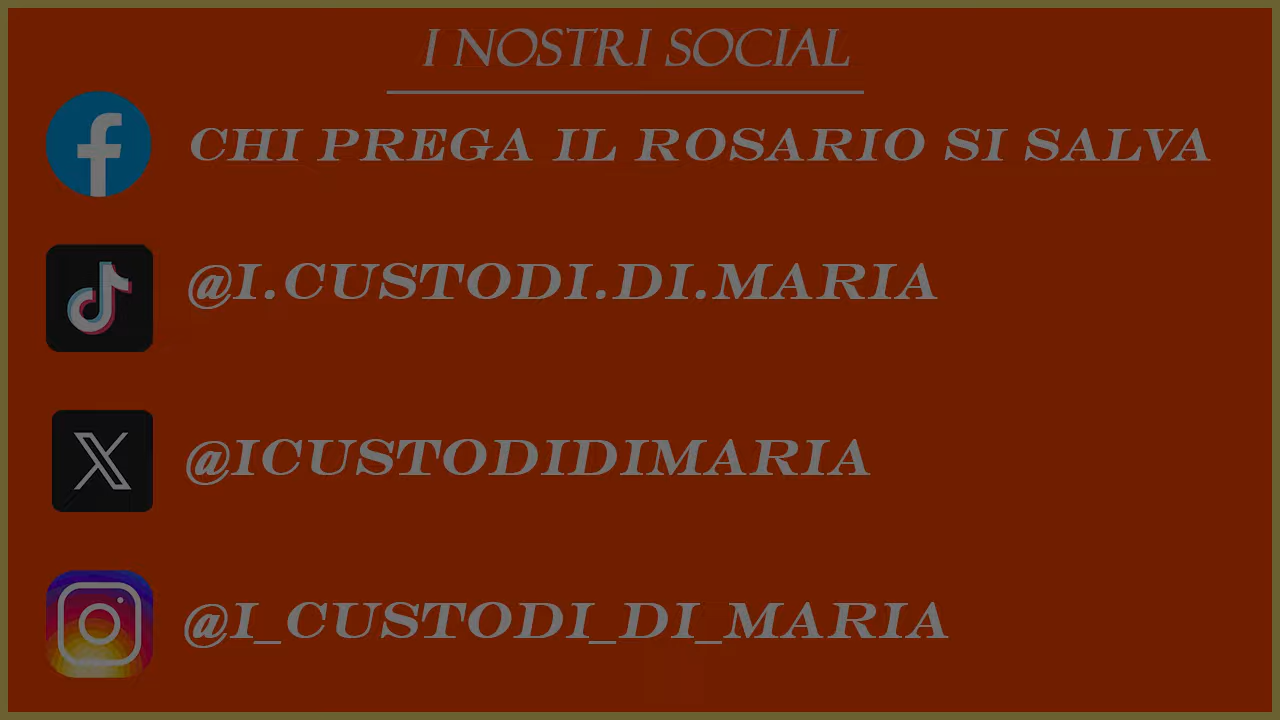 I NOSTRI SOCIAL
CHI PREGA IL ROSARIO SI SALVA
@I.CUSTODI.DI.MARIA
@ICUSTODIDIMARIA
@I_CUSTODI_DI_MARIA